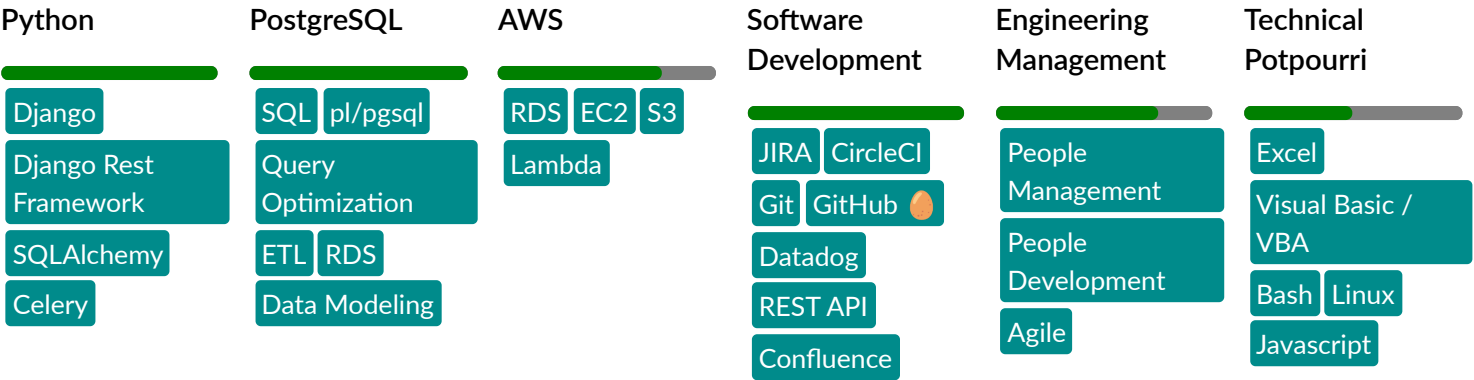 Python
Django
Django Rest
Framework
SQLAlchemy
Celery
PostgreSQL
SQL pl/pgsql
Query
Optimization
ETL RDS
Data Modeling
AWS
RDS EC2 S3
Lambda
Software
Development
JIRA CircleCI
Git GitHub 🥚
Datadog
REST API
Confluence
Engineering
Management
People
Management
People
Development
Agile
Technical
Potpourri
Excel
Visual Basic /
VBA
Bash Linux
Javascript